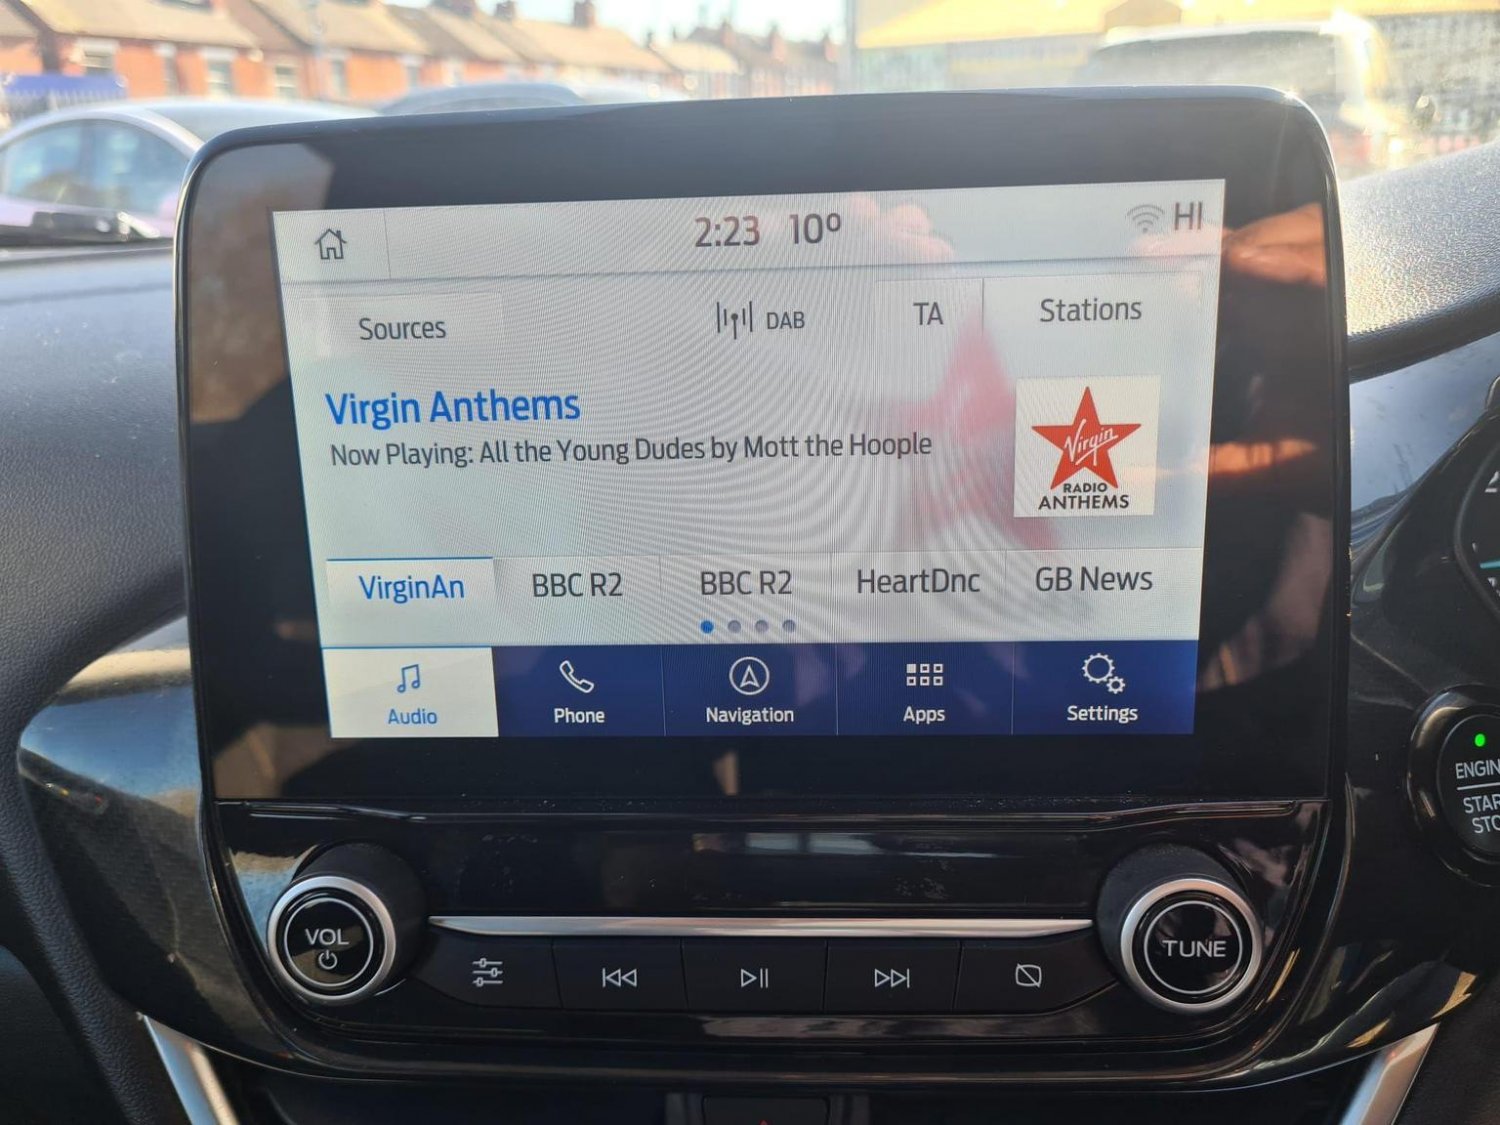 2:23 10º HI
Sources DAB TA Stations
Virgin Anthems
Now Playing: All the Young Dudes by Mott the Hoople
Virgin
RADIO
ANTHEMS
VirginAn BBC R2 BBC R2 HeartDnc GB News
Audio Phone Navigation Apps Settings
VOL
TUNE
ENGIN
STAR
STO